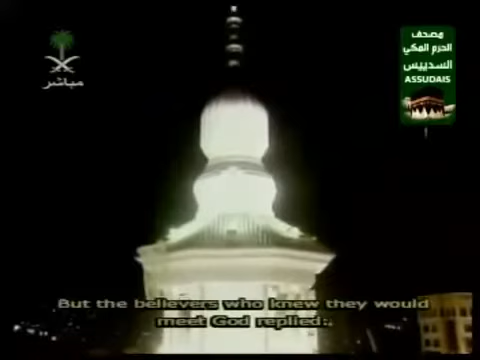 مباشر
مصحف
الحرم المكي
السديس
ASSUDAIS
But the believers who knew they would
meet God replied: